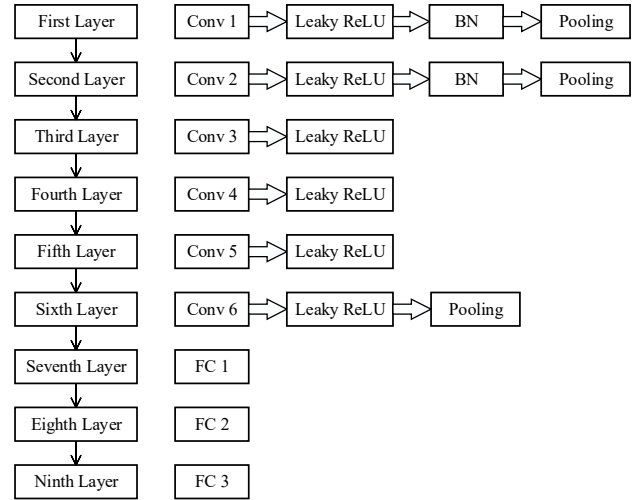 First Layer Conv 1 Leaky ReLU BN Pooling
Second Layer Conv 2 Leaky ReLU BN Pooling
Third Layer Conv 3 Leaky ReLU
Fourth Layer Conv 4 Leaky ReLU
Fifth Layer Conv 5 Leaky ReLU
Sixth Layer Conv 6 Leaky ReLU Pooling
Seventh Layer FC 1
Eighth Layer FC 2
Ninth Layer FC 3